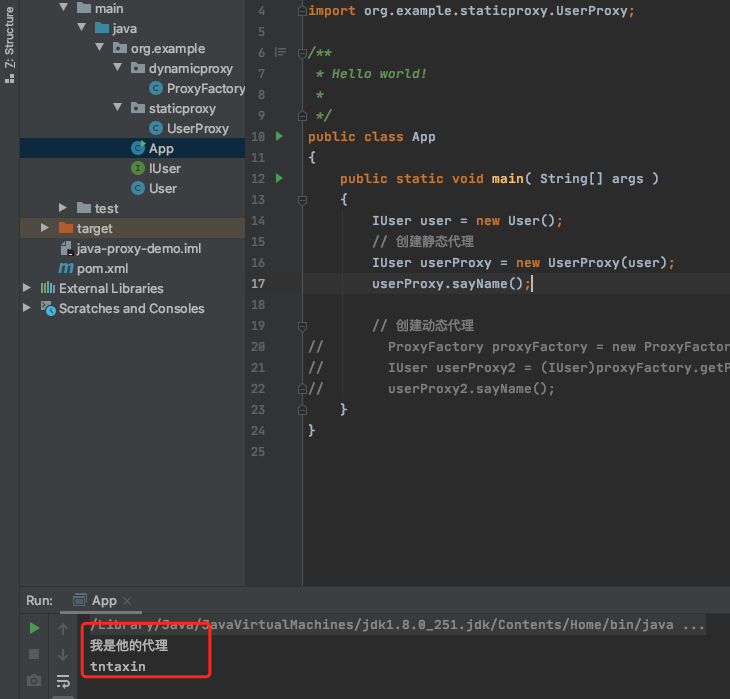 Z: Structure
main
java
org.example
dynamicproxy
ProxyFactory
staticproxy
UserProxy
App
IUser
User
test
target
java-proxy-demo.iml
pom.xml
External Libraries
Scratches and Consoles
4 import org.example.staticproxy.UserProxy;
5
6 /**
7 * Hello world!
8 *
9 */
10 public class App
11 {
12 public static void main( String[] args )
13 {
14 IUser user = new User();
15 // 创建静态代理
16 IUser userProxy = new UserProxy(user);
17 userProxy.sayName();
18
19 // 创建动态代理
20 // ProxyFactory proxyFactory = new ProxyFactor
21 // IUser userProxy2 = (IUser)proxyFactory.getP
22 // userProxy2.sayName();
23 }
24 }
25
Run: App
/Library/Java/JavaVirtualMachines/jdk1.8.0_251.jdk/Contents/Home/bin/java ...
我是他的代理
tntaxin